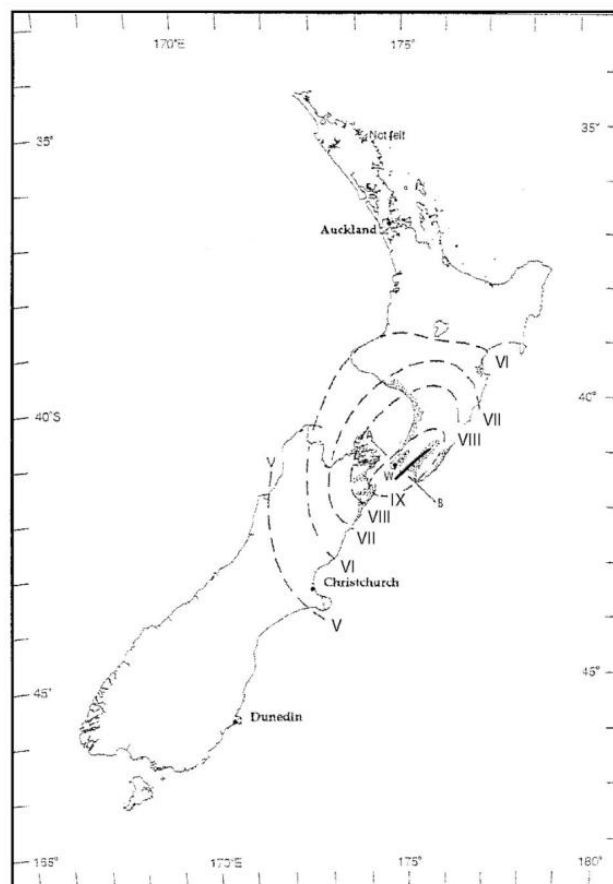 170°E
175°
35°
35°
Not felt
Auckland
VI
40°S
40°
VII
A
VIII
V
W
IX
B
VIII
VII
VI
Christchurch
V
45°
45°
Dunedin
165°
170°E
175°
180°